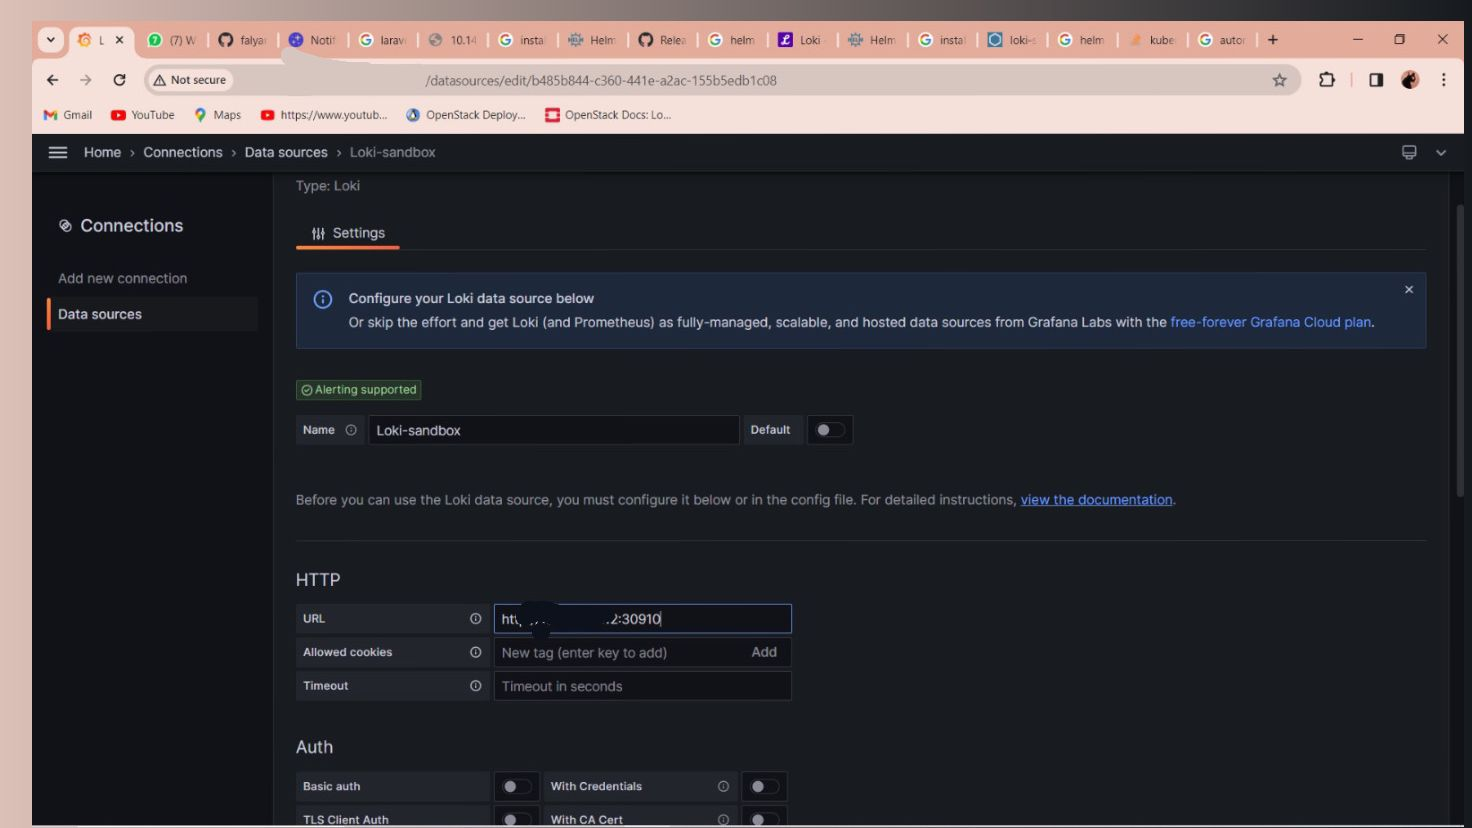 L
(7) W
falya
Notif
larav
10.14
insta
Helm
Relea
helm
Loki
Helm
instal
loki-s
helm
kube
autor
Not secure
/datasources/edit/b485b844-c360-441e-a2ac-155b5edb1c08
Gmail YouTube Maps https://www.youtub... OpenStack Deploy... OpenStack Docs: Lo...
Home › Connections › Data sources › Loki-sandbox
Type: Loki
Connections
Settings
Add new connection
Data sources
Configure your Loki data source below
Or skip the effort and get Loki (and Prometheus) as fully-managed, scalable, and hosted data sources from Grafana Labs with the free-forever Grafana Cloud plan.
Alerting supported
Name Loki-sandbox Default
Before you can use the Loki data source, you must configure it below or in the config file. For detailed instructions, view the documentation.
HTTP
URL 2:30910
Allowed cookies New tag (enter key to add) Add
Timeout Timeout in seconds
Auth
Basic auth With Credentials
TLS Client Auth With CA Cert